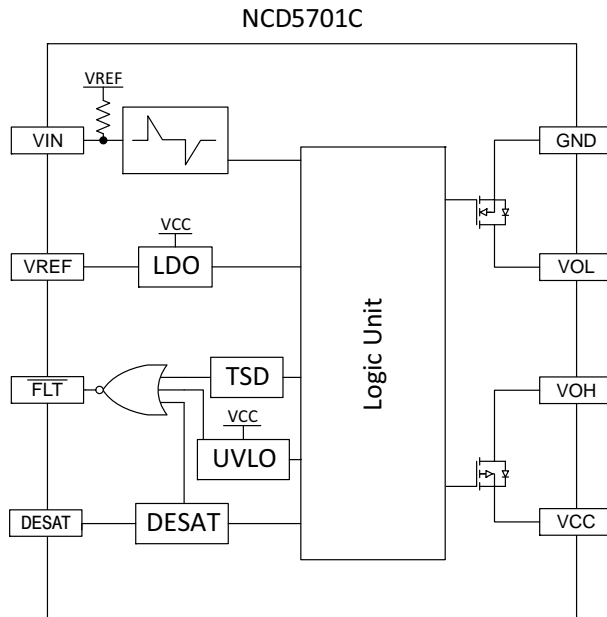 NCD5701C
VREF
VIN
GND
VCC
VREF
LDO
VOL
Logic Unit
FLT
TSD
VOH
VCC
UVLO
DESAT
DESAT
VCC